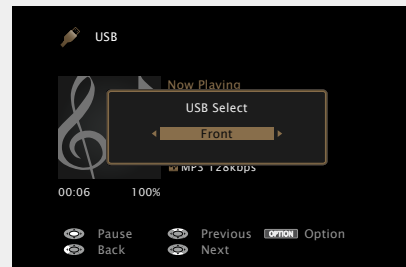 USB
Now Playing
USB Select
Front
MP3 128kbps
00:06 100%
Pause Previous OPTION Option
Back Next